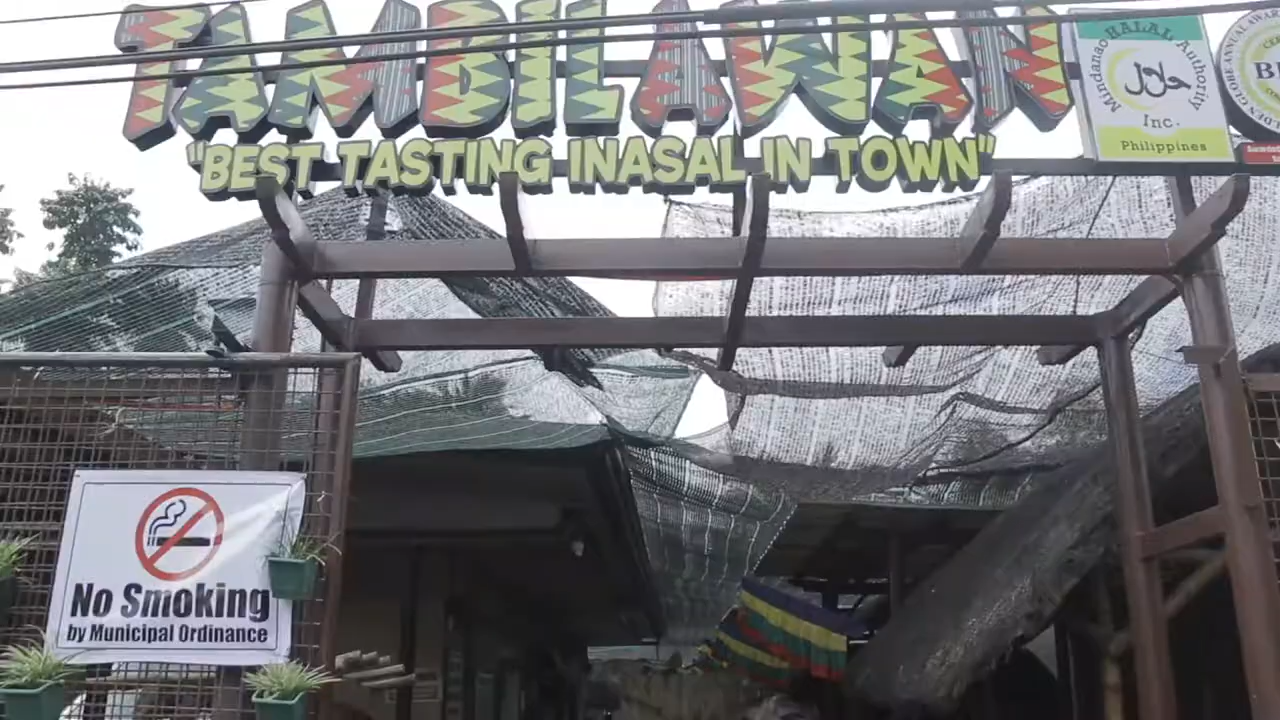 TAMBILAWAN
"BEST TASTING INASAL IN TOWN"
Mindanao HALAL Authority
حلال
Inc.
Philippines
No Smoking
by Municipal Ordinance